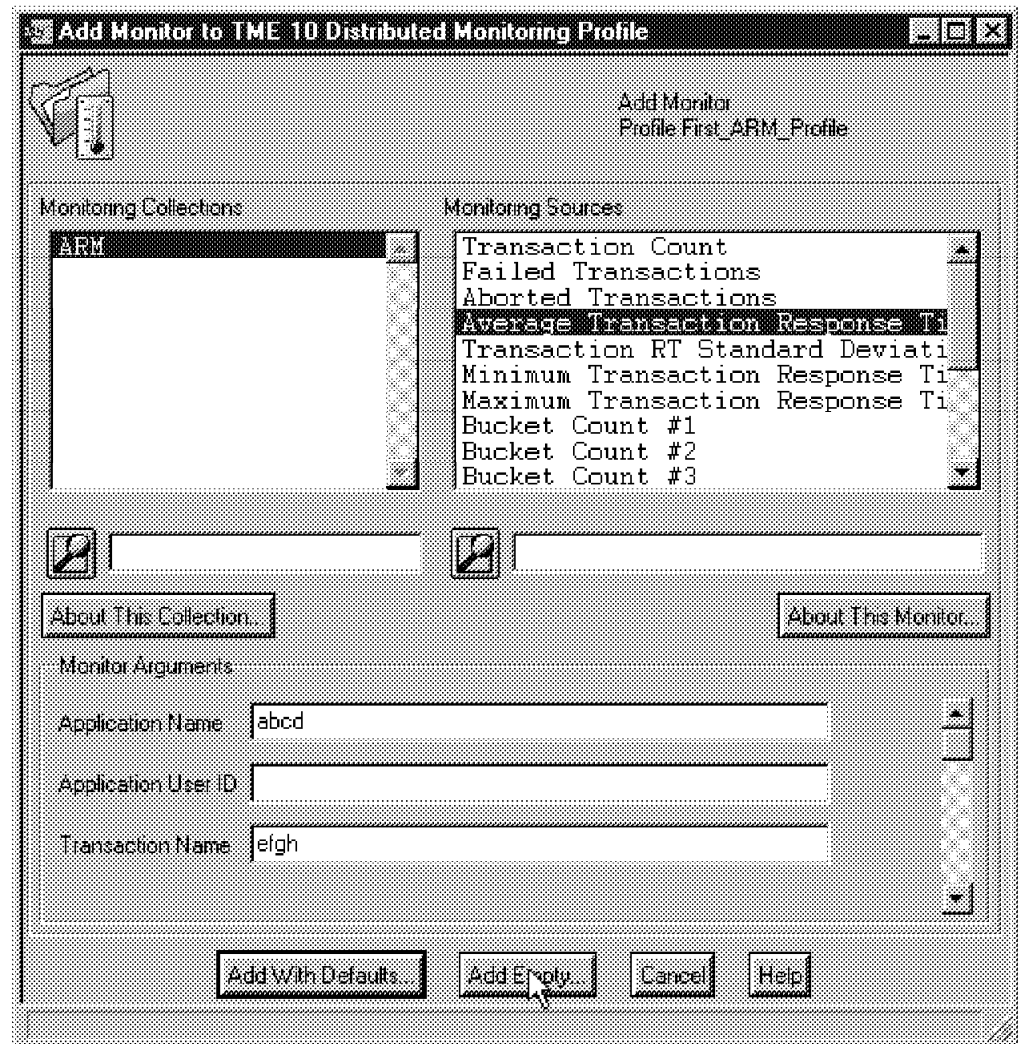 Add Monitor to TME 10 Distributed Monitoring Profile
Add Monitor
Profile First_ARM_Profile
Monitoring Collections
Monitoring Sources
ARM
Transaction Count
Failed Transactions
Aborted Transactions
Average Transaction Response Ti
Transaction RT Standard Deviati
Minimum Transaction Response Ti
Maximum Transaction Response Ti
Bucket Count #1
Bucket Count #2
Bucket Count #3
About This Collection...
About This Monitor...
Monitor Arguments
Application Name
abcd
Application User ID
Transaction Name
efgh
Add With Defaults...
Add Empty...
Cancel
Help